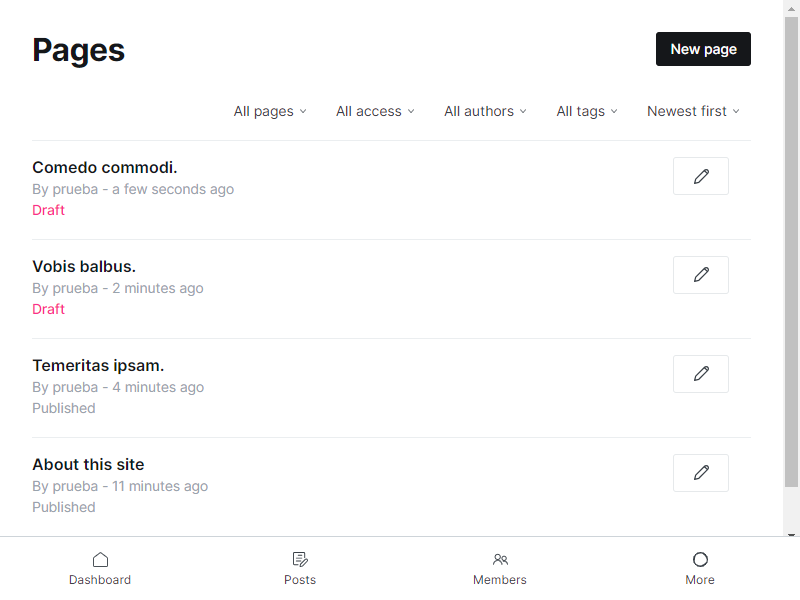 Pages
New page
All pages
All access
All authors
All tags
Newest first
Comedo commodi.
By prueba - a few seconds ago
Draft
Vobis balbus.
By prueba - 2 minutes ago
Draft
Temeritas ipsam.
By prueba - 4 minutes ago
Published
About this site
By prueba - 11 minutes ago
Published
Dashboard
Posts
Members
More